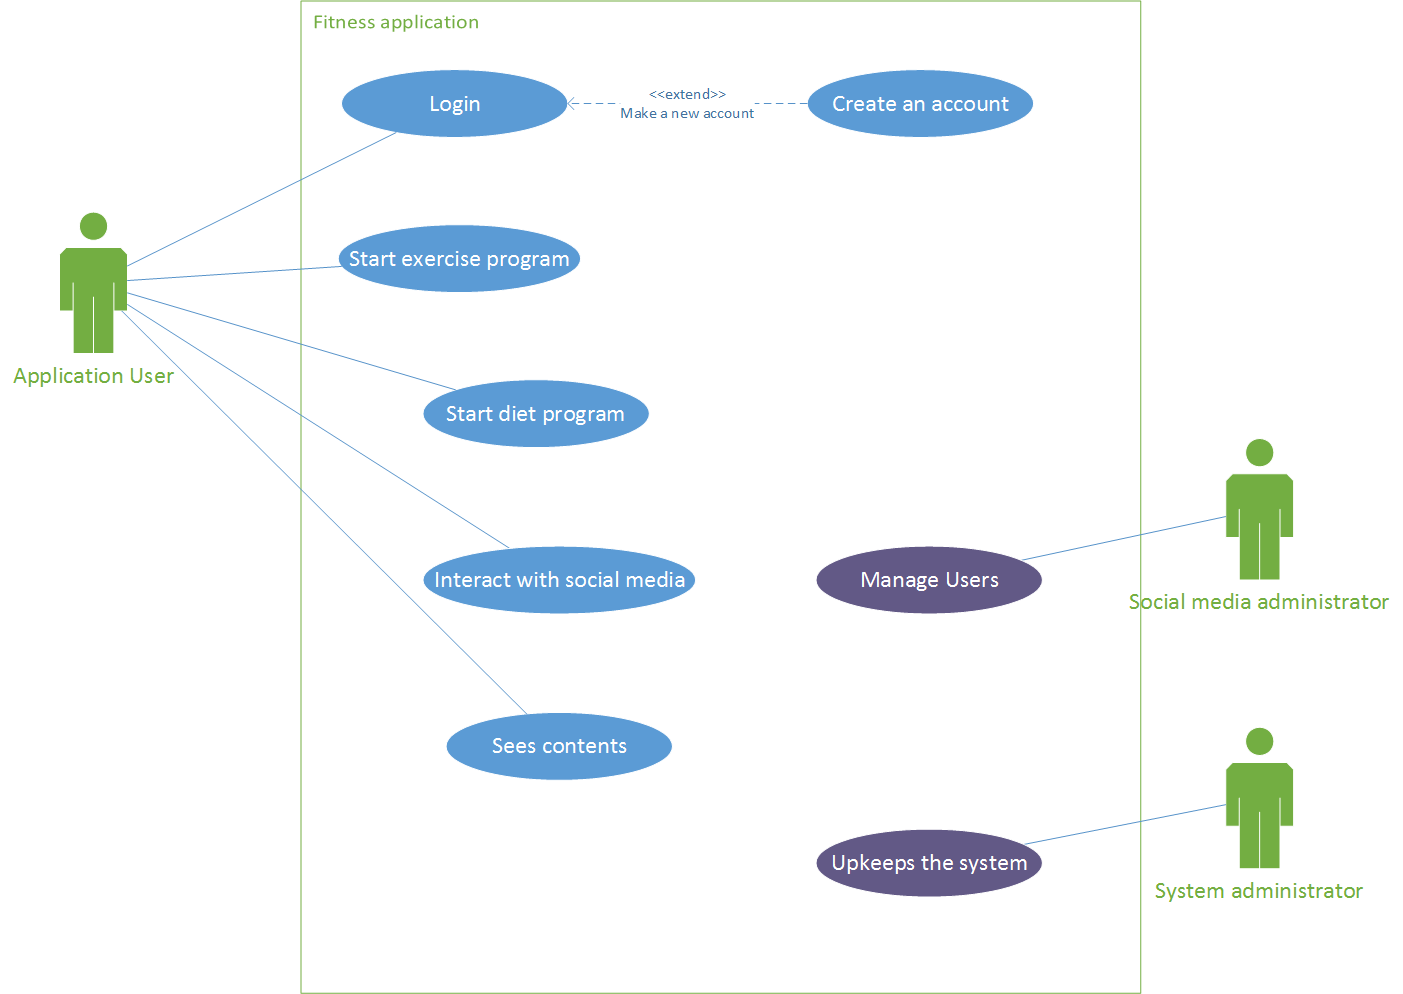 Fitness application
Login
<<extend>>
Make a new account
Create an account
Start exercise program
Application User
Start diet program
Interact with social media
Manage Users
Social media administrator
Sees contents
Upkeeps the system
System administrator